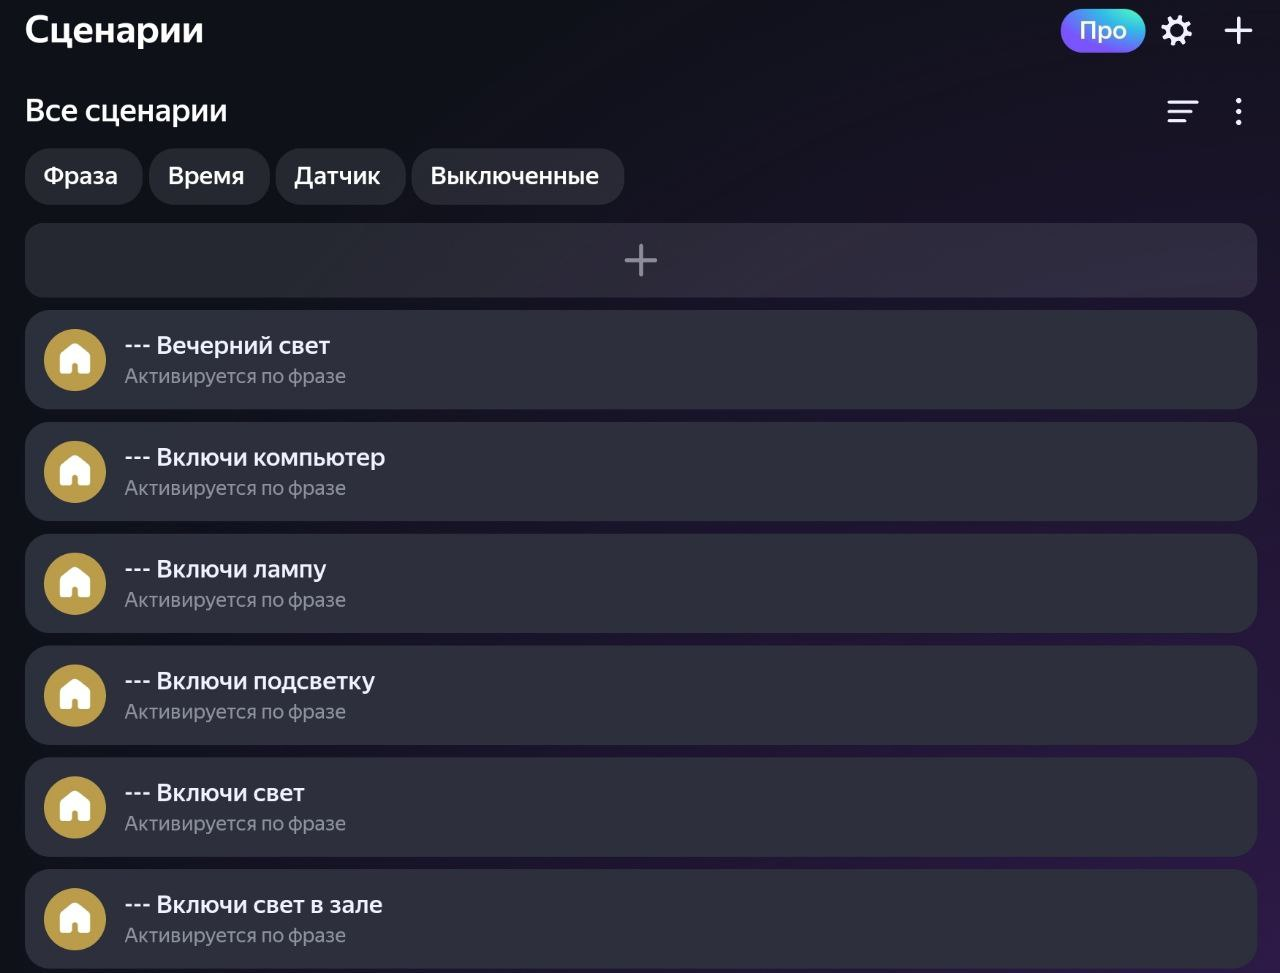 Сценарии
Про
Все сценарии
Фраза
Время
Датчик
Выключенные
--- Вечерний свет
Активируется по фразе
--- Включи компьютер
Активируется по фразе
--- Включи лампу
Активируется по фразе
--- Включи подсветку
Активируется по фразе
--- Включи свет
Активируется по фразе
--- Включи свет в зале
Активируется по фразе